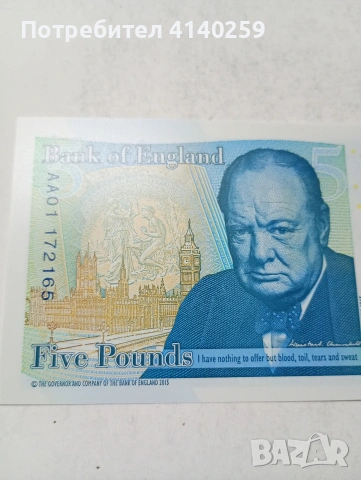 Потребител 4140259
Bank of England
5
AA01 172165
Five Pounds
I have nothing to offer but blood, toil, tears and sweat
© THE GOVERNOR AND COMPANY OF THE BANK OF ENGLAND 2015
BAZAR